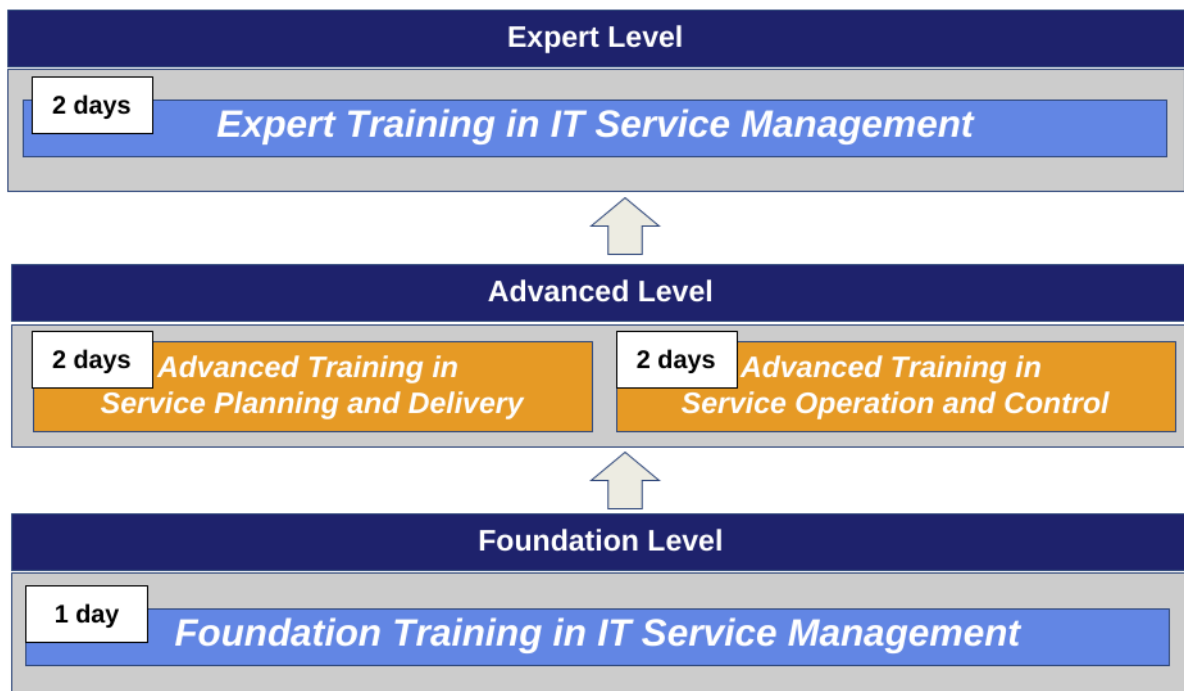 Expert Level
2 days
Expert Training in IT Service Management
Advanced Level
2 days
Advanced Training in
Service Planning and Delivery
2 days
Advanced Training in
Service Operation and Control
Foundation Level
1 day
Foundation Training in IT Service Management